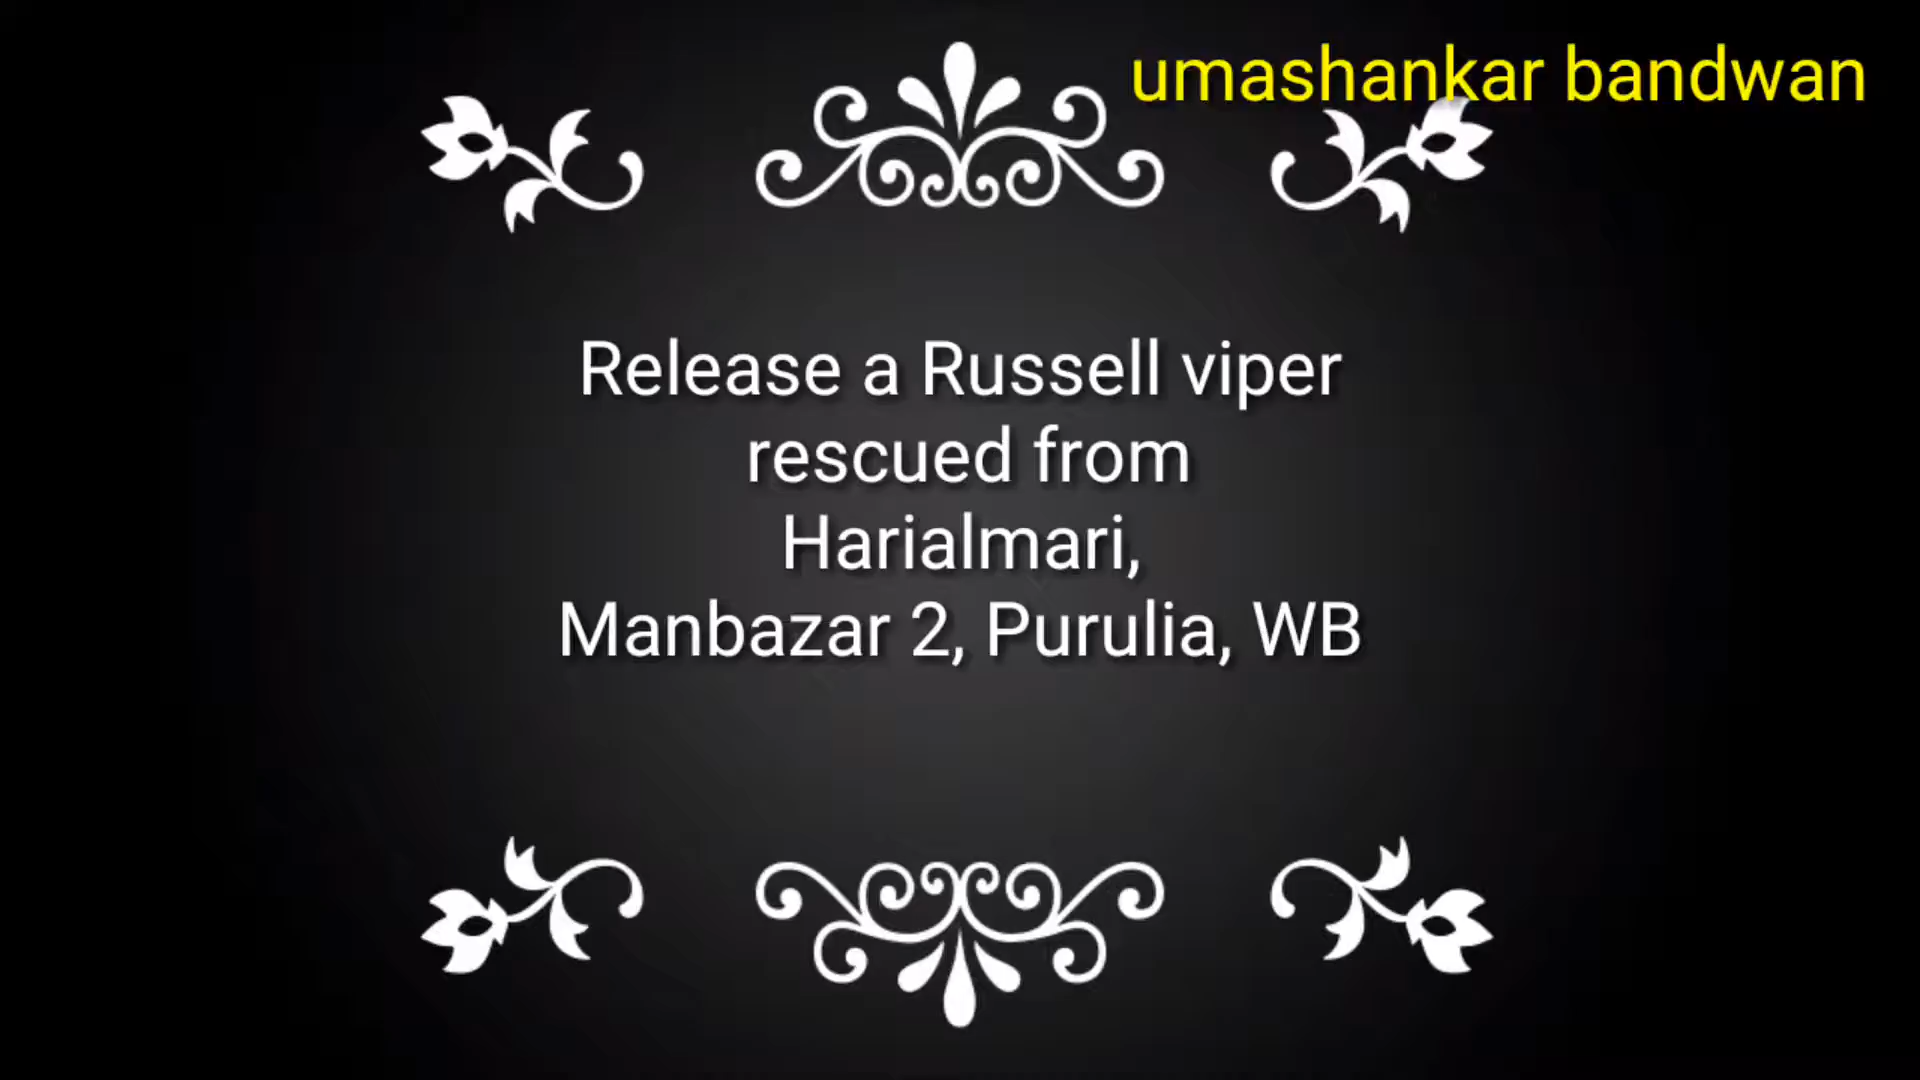 umashankar bandwan
Release a Russell viper
rescued from
Harialmari,
Manbazar 2, Purulia, WB